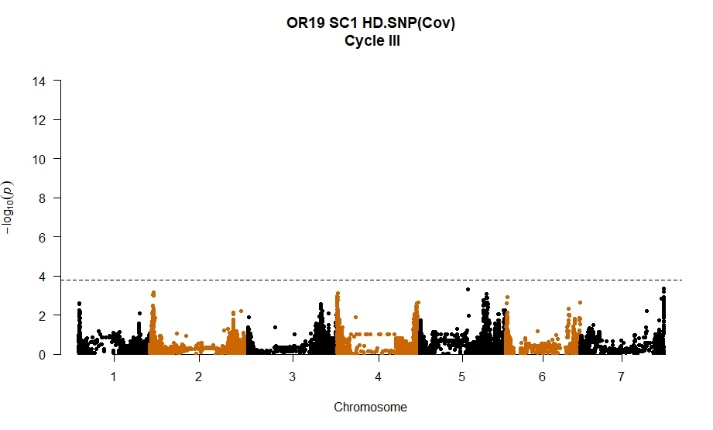 OR19 SC1 HD.SNP(Cov)
Cycle III
14
12
10
8
6
4
2
0
−log10(p)
1 2 3 4 5 6 7
Chromosome